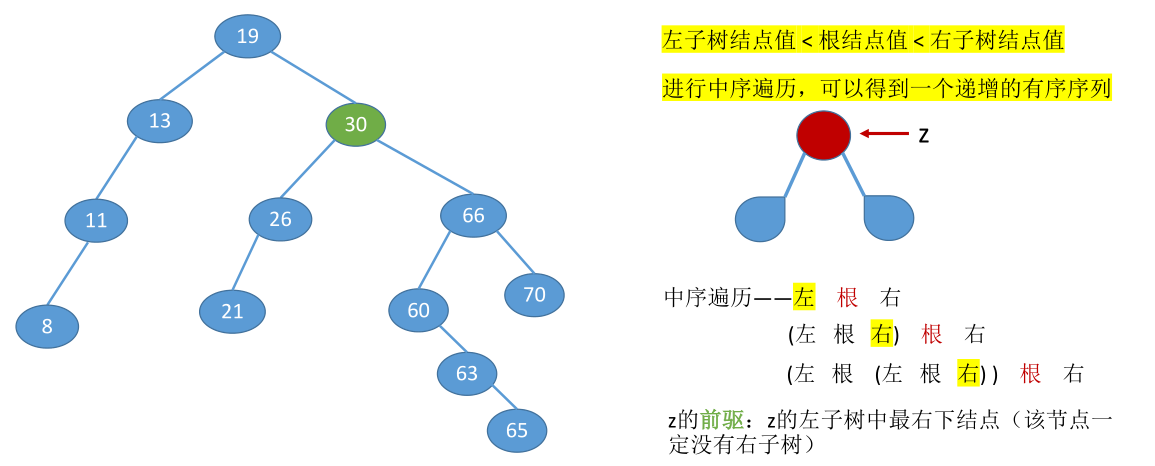 19
13
30
11
26
66
8
21
60
70
63
65
左子树结点值 < 根结点值 < 右子树结点值
进行中序遍历，可以得到一个递增的有序序列
Z
中序遍历——左 根 右
(左 根 右) 根 右
(左 根 (左 根 右) ) 根 右
z的前驱：z的左子树中最右下结点（该节点一
定没有右子树）